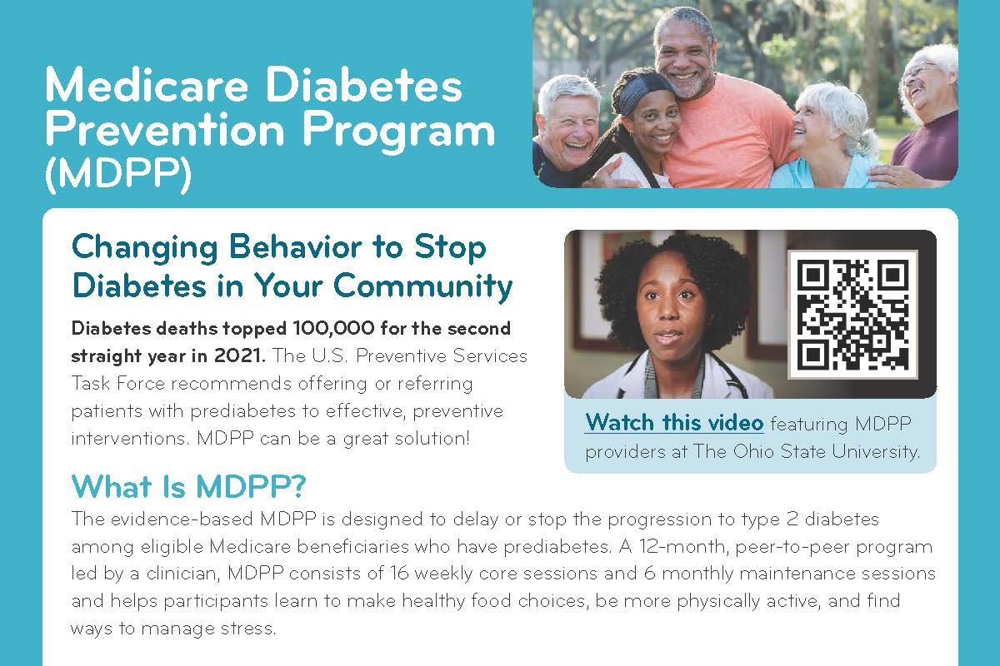 Medicare Diabetes
Prevention Program
(MDPP)
Changing Behavior to Stop
Diabetes in Your Community
Diabetes deaths topped 100,000 for the second
straight year in 2021. The U.S. Preventive Services
Task Force recommends offering or referring
patients with prediabetes to effective, preventive
interventions. MDPP can be a great solution!
Watch this video featuring MDPP
providers at The Ohio State University.
What Is MDPP?
The evidence-based MDPP is designed to delay or stop the progression to type 2 diabetes
among eligible Medicare beneficiaries who have prediabetes. A 12-month, peer-to-peer program
led by a clinician, MDPP consists of 16 weekly core sessions and 6 monthly maintenance sessions
and helps participants learn to make healthy food choices, be more physically active, and find
ways to manage stress.